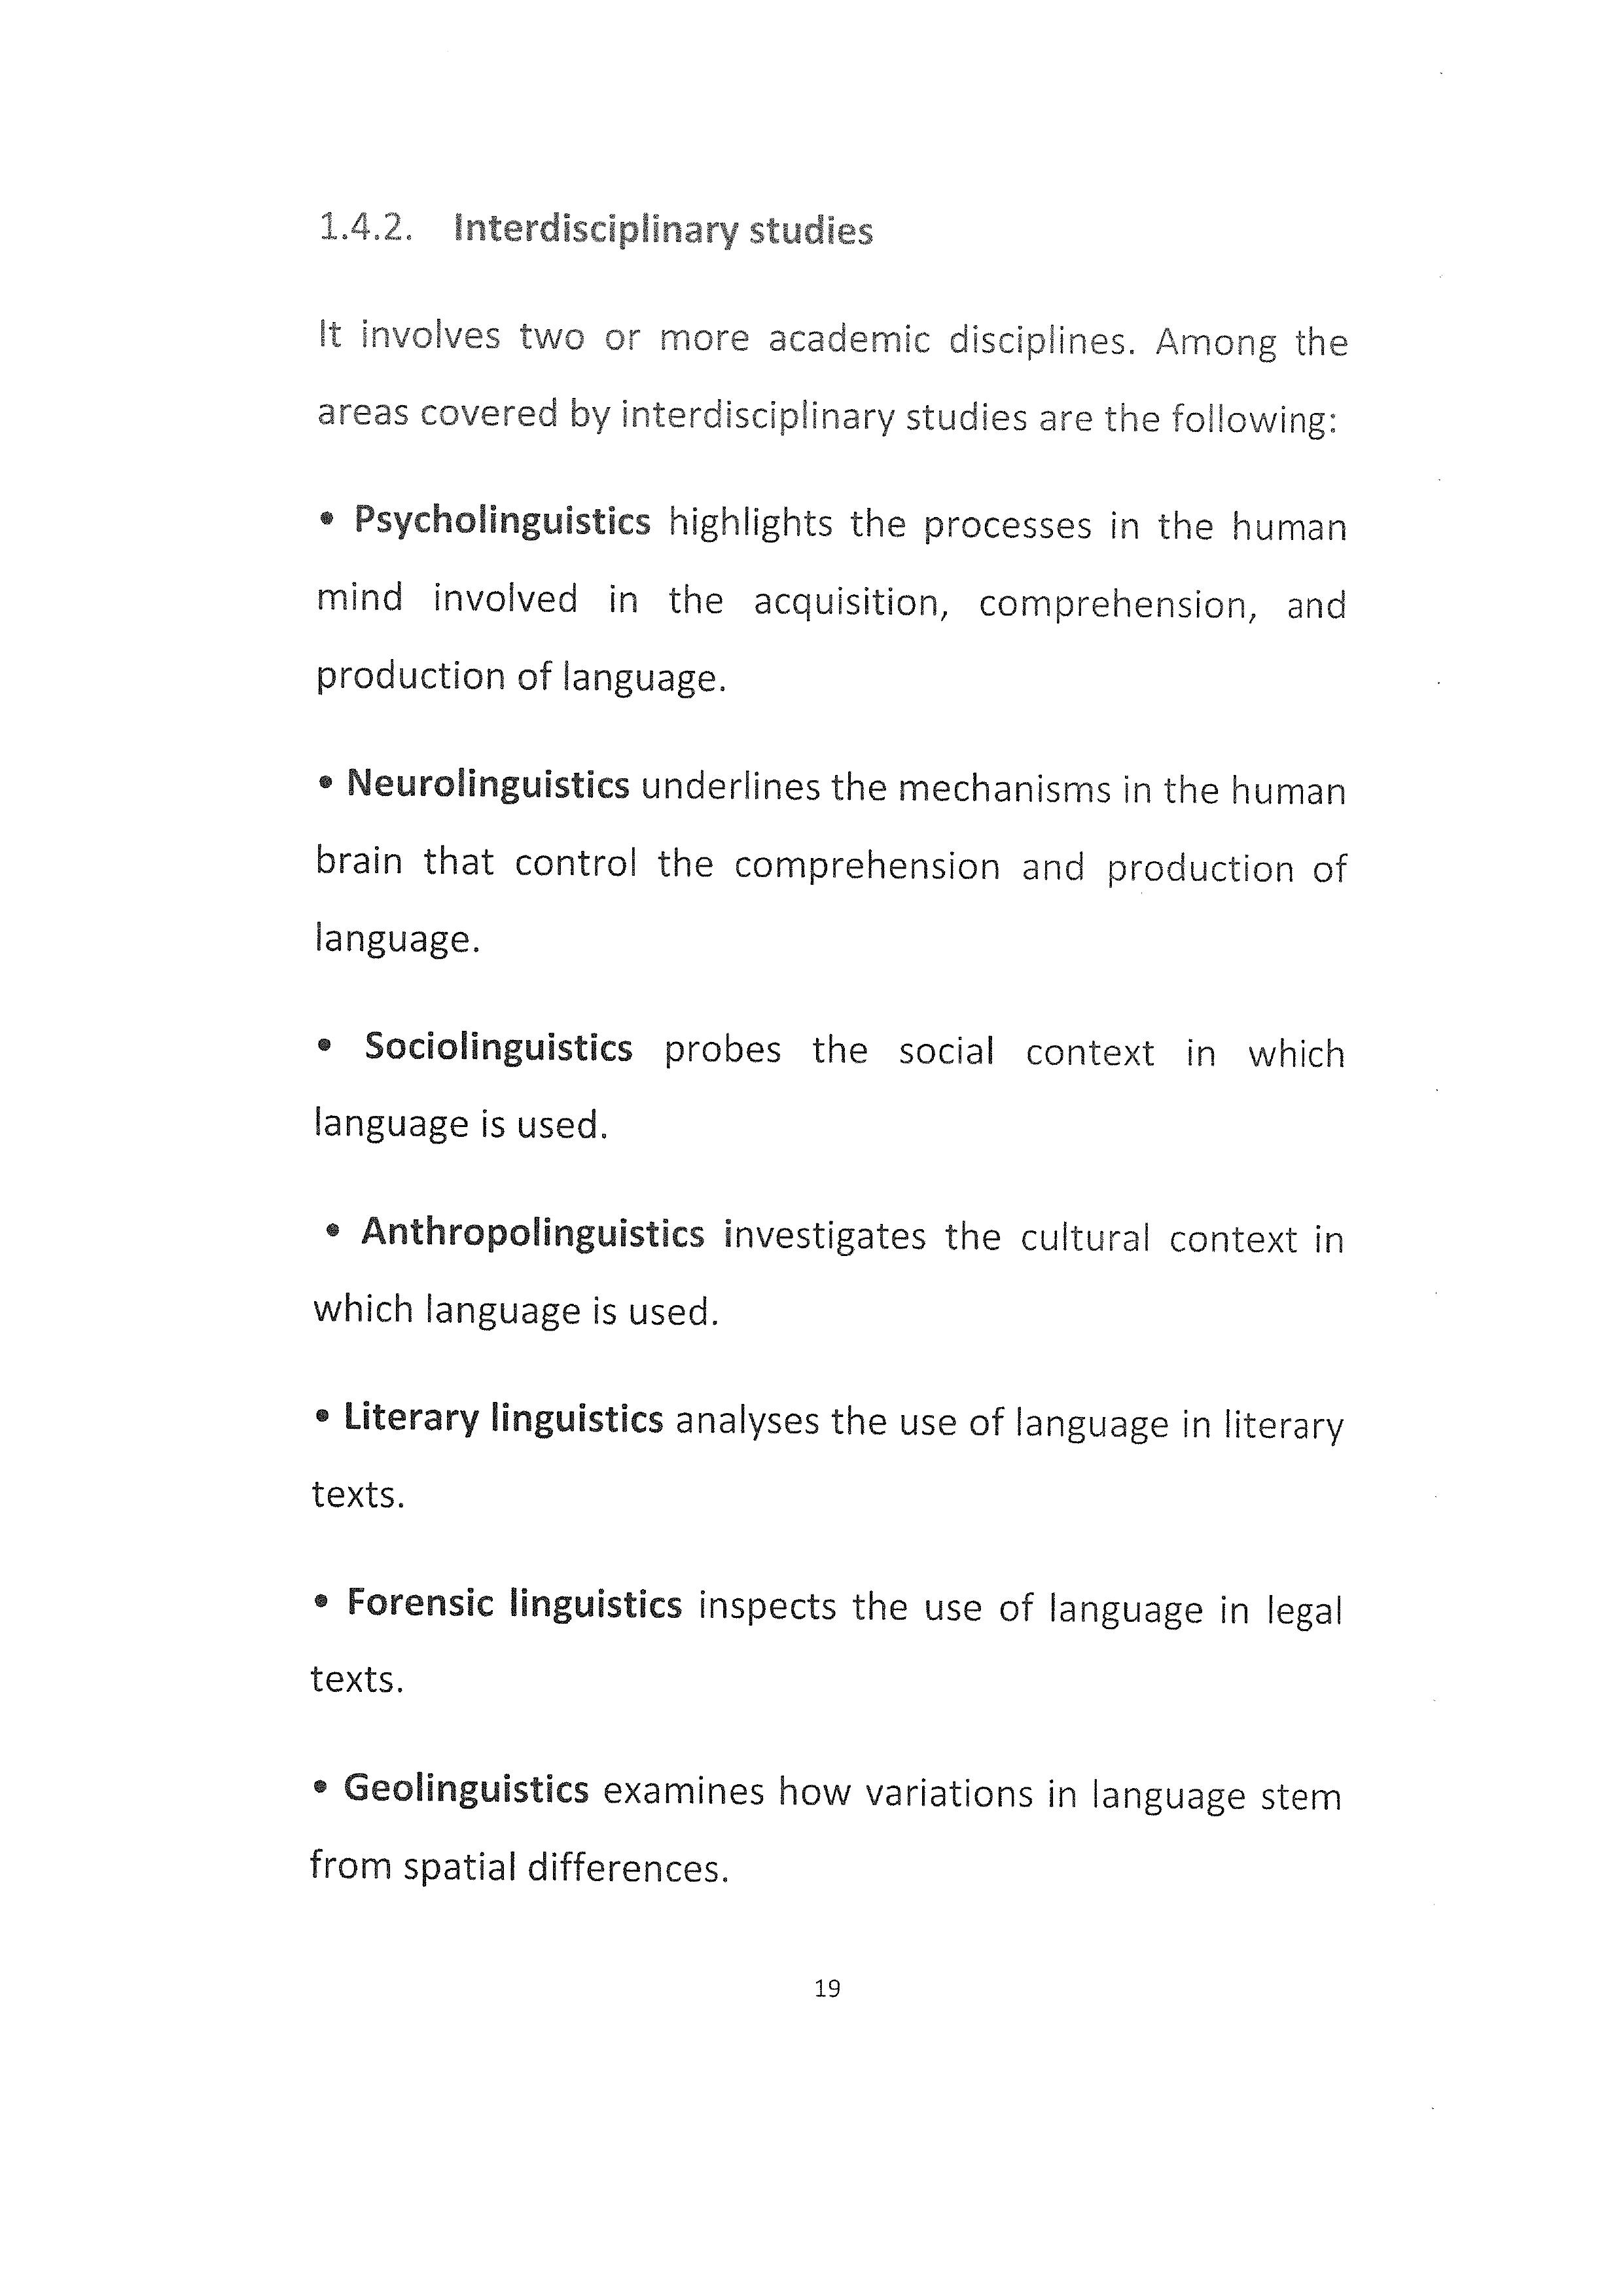 1.4.2. Interdisciplinary studies
It involves two or more academic disciplines. Among the
areas covered by interdisciplinary studies are the following:
• Psycholinguistics highlights the processes in the human
mind involved in the acquisition, comprehension, and
production of language.
• Neurolinguistics underlines the mechanisms in the human
brain that control the comprehension and production of
language.
• Sociolinguistics probes the social context in which
language is used.
• Anthropolinguistics investigates the cultural context in
which language is used.
• Literary linguistics analyses the use of language in literary
texts.
• Forensic linguistics inspects the use of language in legal
texts.
• Geolinguistics examines how variations in language stem
from spatial differences.
19